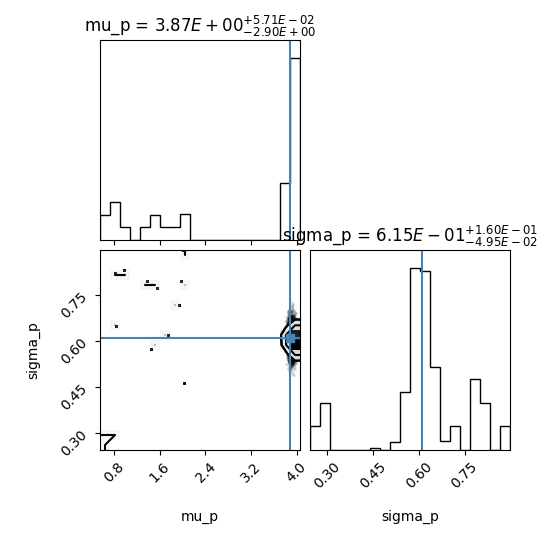 mu_p = 3.87E + 00 +5.71E − 02 −2.90E + 00
sigma_p = 6.15E − 01 +1.60E − 01 −4.95E − 02
sigma_p
0.75
0.60
0.45
0.30
0.8 1.6 2.4 3.2 4.0
mu_p
0.30 0.45 0.60 0.75
sigma_p